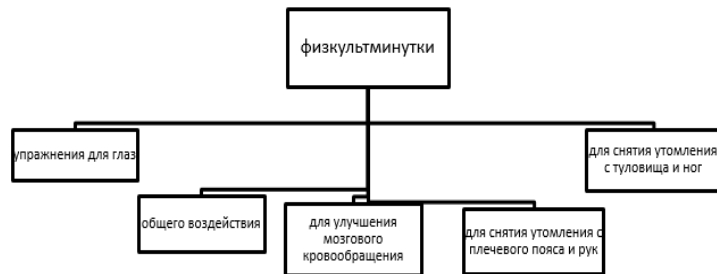 физкультминутки
упражнения для глаз
для снятия утомления
с туловища и ног
общего воздействия
для улучшения
мозгового
кровообращения
для снятия утомления с
плечевого пояса и рук